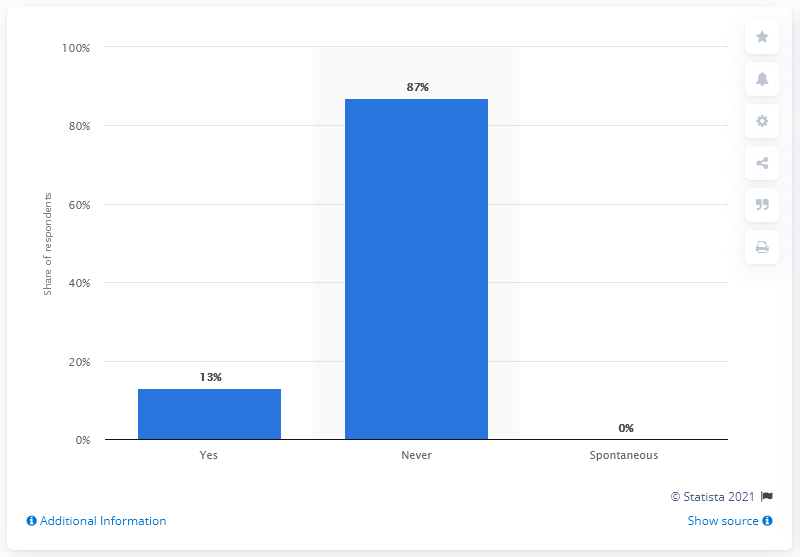 100%
80%
60%
40%
20%
0%
Share of respondents
13%
87%
0%
Yes
Never
Spontaneous
© Statista 2021
Additional Information
Show source